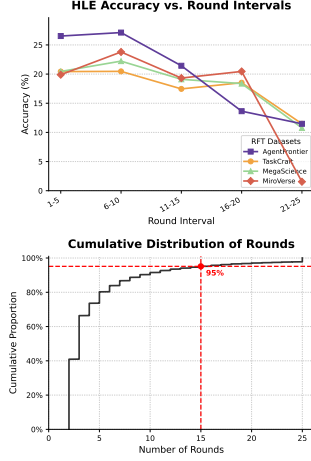 HLE Accuracy vs. Round Intervals
Accuracy (%)
25
20
15
10
5
0
RFT Datasets
AgentFrontier
TaskCraft
MegaScience
MiroVerse
1-5
6-10
11-15
16-20
21-25
Round Interval
Cumulative Distribution of Rounds
Cumulative Proportion
100%
80%
60%
40%
20%
0%
95%
0
5
10
15
20
25
Number of Rounds